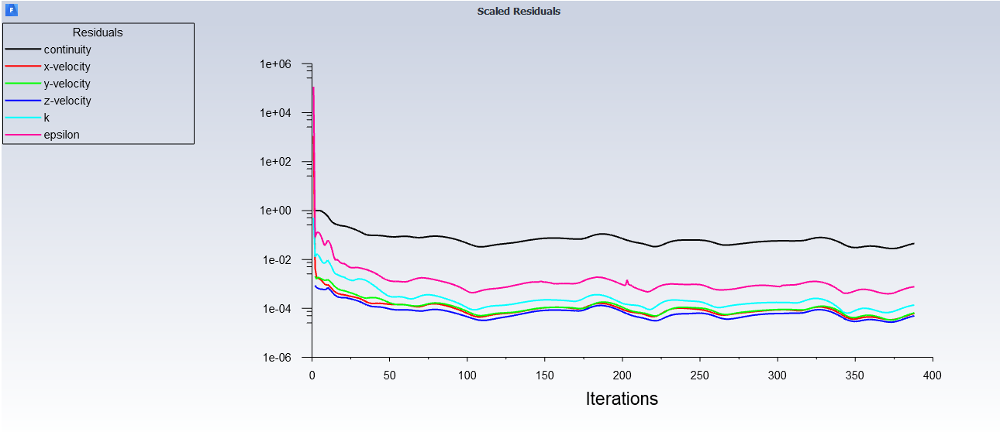 F
Scaled Residuals
Residuals
continuity
x-velocity
y-velocity
z-velocity
k
epsilon
1e+06
1e+04
1e+02
1e+00
1e-02
1e-04
1e-06
0 50 100 150 200 250 300 350 400
Iterations